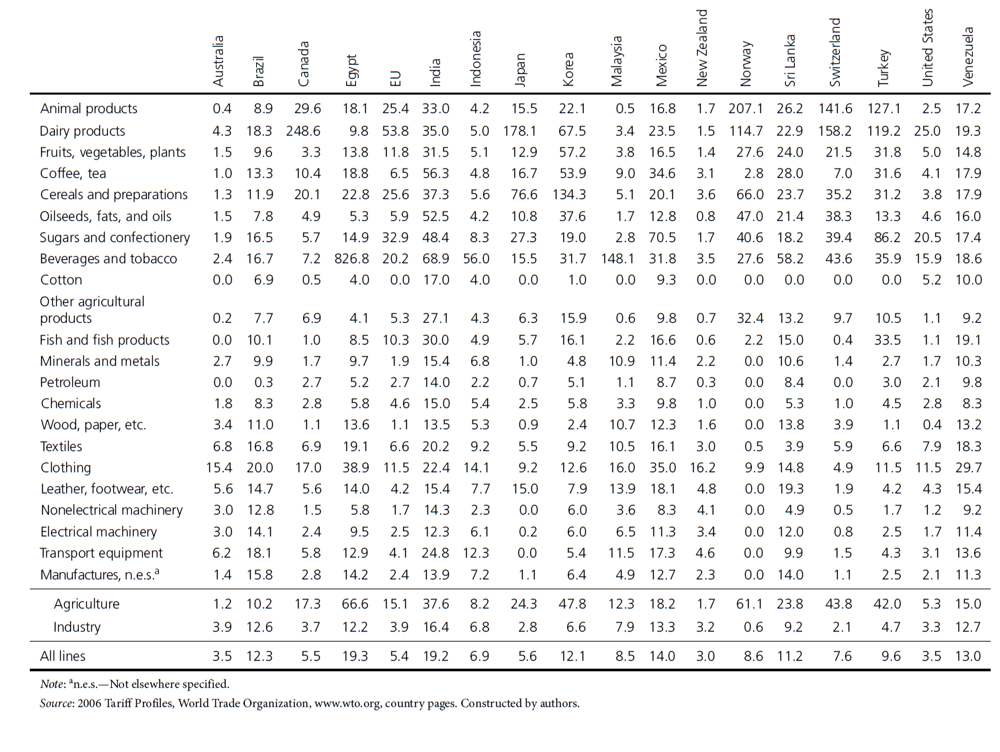 Australia Brazil Canada Egypt EU India Indonesia Japan Korea Malaysia Mexico New Zealand Norway Sri Lanka Switzerland Turkey United States Venezuela
Animal products 0.4 8.9 29.6 18.1 25.4 33.0 4.2 15.5 22.1 0.5 16.8 1.7 207.1 26.2 141.6 127.1 2.5 17.2
Dairy products 4.3 18.3 248.6 9.8 53.8 35.0 5.0 178.1 67.5 3.4 23.5 1.5 114.7 22.9 158.2 119.2 25.0 19.3
Fruits, vegetables, plants 1.5 9.6 3.3 13.8 11.8 31.5 5.1 12.9 57.2 3.8 16.5 1.4 27.6 24.0 21.5 31.8 5.0 14.8
Coffee, tea 1.0 13.3 10.4 18.8 6.5 56.3 4.8 16.7 53.9 9.0 34.6 3.1 2.8 28.0 7.0 31.6 4.1 17.9
Cereals and preparations 1.3 11.9 20.1 22.8 25.6 37.3 5.6 76.6 134.3 5.1 20.1 3.6 66.0 23.7 35.2 31.2 3.8 17.9
Oilseeds, fats, and oils 1.5 7.8 4.9 5.3 5.9 52.5 4.2 10.8 37.6 1.7 12.8 0.8 47.0 21.4 38.3 13.3 4.6 16.0
Sugars and confectionery 1.9 16.5 5.7 14.9 32.9 48.4 8.3 27.3 19.0 2.8 70.5 1.7 40.6 18.2 39.4 86.2 20.5 17.4
Beverages and tobacco 2.4 16.7 7.2 826.8 20.2 68.9 56.0 15.5 31.7 148.1 31.8 3.5 27.6 58.2 43.6 35.9 15.9 18.6
Cotton 0.0 6.9 0.5 4.0 0.0 17.0 4.0 0.0 1.0 0.0 9.3 0.0 0.0 0.0 0.0 0.0 5.2 10.0
Other agricultural
products 0.2 7.7 6.9 4.1 5.3 27.1 4.3 6.3 15.9 0.6 9.8 0.7 32.4 13.2 9.7 10.5 1.1 9.2
Fish and fish products 0.0 10.1 1.0 8.5 10.3 30.0 4.9 5.7 16.1 2.2 16.6 0.6 2.2 15.0 0.4 33.5 1.1 19.1
Minerals and metals 2.7 9.9 1.7 9.7 1.9 15.4 6.8 1.0 4.8 10.9 11.4 2.2 0.0 10.6 1.4 2.7 1.7 10.3
Petroleum 0.0 0.3 2.7 5.2 2.7 14.0 2.2 0.7 5.1 1.1 8.7 0.3 0.0 8.4 0.0 3.0 2.1 9.8
Chemicals 1.8 8.3 2.8 5.8 4.6 15.0 5.4 2.5 5.8 3.3 9.8 1.0 0.0 5.3 1.0 4.5 2.8 8.3
Wood, paper, etc. 3.4 11.0 1.1 13.6 1.1 13.5 5.3 0.9 2.4 10.7 12.3 1.6 0.0 13.8 3.9 1.1 0.4 13.2
Textiles 6.8 16.8 6.9 19.1 6.6 20.2 9.2 5.5 9.2 10.5 16.1 3.0 0.5 3.9 5.9 6.6 7.9 18.3
Clothing 15.4 20.0 17.0 38.9 11.5 22.4 14.1 9.2 12.6 16.0 35.0 16.2 9.9 14.8 4.9 11.5 11.5 29.7
Leather, footwear, etc. 5.6 14.7 5.6 14.0 4.2 15.4 7.7 15.0 7.9 13.9 18.1 4.8 0.0 19.3 1.9 4.2 4.3 15.4
Nonelectrical machinery 3.0 12.8 1.5 5.8 1.7 14.3 2.3 0.0 6.0 3.6 8.3 4.1 0.0 4.9 0.5 1.7 1.2 9.2
Electrical machinery 3.0 14.1 2.4 9.5 2.5 12.3 6.1 0.2 6.0 6.5 11.3 3.4 0.0 12.0 0.8 2.5 1.7 11.4
Transport equipment 6.2 18.1 5.8 12.9 4.1 24.8 12.3 0.0 5.4 11.5 17.3 4.6 0.0 9.9 1.5 4.3 3.1 13.6
Manufactures, n.e.s.ᵃ 1.4 15.8 2.8 14.2 2.4 13.9 7.2 1.1 6.4 4.9 12.7 2.3 0.0 14.0 1.1 2.5 2.1 11.3
Agriculture 1.2 10.2 17.3 66.6 15.1 37.6 8.2 24.3 47.8 12.3 18.2 1.7 61.1 23.8 43.8 42.0 5.3 15.0
Industry 3.9 12.6 3.7 12.2 3.9 16.4 6.8 2.8 6.6 7.9 13.3 3.2 0.6 9.2 2.1 4.7 3.3 12.7
All lines 3.5 12.3 5.5 19.3 5.4 19.2 6.9 5.6 12.1 8.5 14.0 3.0 8.6 11.2 7.6 9.6 3.5 13.0
Note: ᵃn.e.s.—Not elsewhere specified.
Source: 2006 Tariff Profiles, World Trade Organization, www.wto.org, country pages. Constructed by authors.